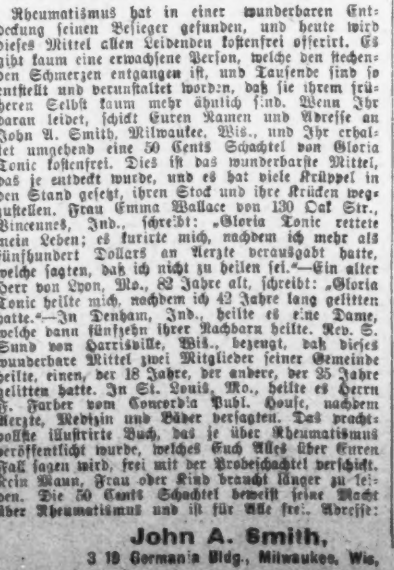 Rheumatismus hat in einer wunderbaren Ent-
deckung seinen Besieger gefunden, und heute wird
dieses Mittel allen Leidenden kostenfrei offerirt. Es
gibt kaum eine erwachsene Person, welche den stechen-
den Schmerzen entgangen ist, und Tausende sind so
entstellt und verunstaltet worden, daß sie ihrem frü-
heren Selbst kaum mehr ähnlich sind. Wenn Ihr
daran leidet, schickt Euren Namen und Adresse an
John A. Smith, Milwaukee, Wis., und Ihr erhal-
tet umgehend eine 50 Cents Schachtel von Gloria
Tonic kostenfrei. Dies ist das wunderbarste Mittel,
das je entdeckt wurde, und es hat viele Krüppel in
den Stand gesetzt, ihren Stock und ihre Krücken weg-
zustellen. Frau Emma Wallace von 130 Oak Str.,
Vincennes, Ind., schreibt: „Gloria Tonic rettete
mein Leben; es kurirte mich, nachdem ich mehr als
fünfhundert Dollars an Aerzte verausgabt hatte,
welche sagten, daß ich nicht zu heilen sei.“—Ein alter
Herr von Lyon, Mo., 82 Jahre alt, schreibt: „Gloria
Tonic heilte mich, nachdem ich 42 Jahre lang gelitten
hatte.“—In Denham, Ind., heilte es eine Dame,
welche dann fünfzehn ihrer Nachbarn heilte. Rev. S.
Sund von Harrisville, Wis., bezeugt, daß dieses
wunderbare Mittel zwei Mitglieder seiner Gemeinde
heilte, einen, der 18 Jahre, der andere, der 25 Jahre
gelitten hatte. In St. Louis, Mo., heilte es Herrn
F. Farber vom Concordia Publ. House, nachdem
Aerzte, Medizin und Bäder versagten. Das pracht-
vollste illustrirte Buch, das je über Rheumatismus
veröffentlicht wurde, welches Euch Alles über Euren
Fall sagen wird, frei mit der Probeschachtel verschickt.
Kein Mann, Frau oder Kind braucht länger zu lei-
den. Die 50 Cents Schachtel beweist seine Macht
über Rheumatismus und ist für Alle frei. Adresse:
John A. Smith,
3 19 Germania Bldg., Milwaukee, Wis,